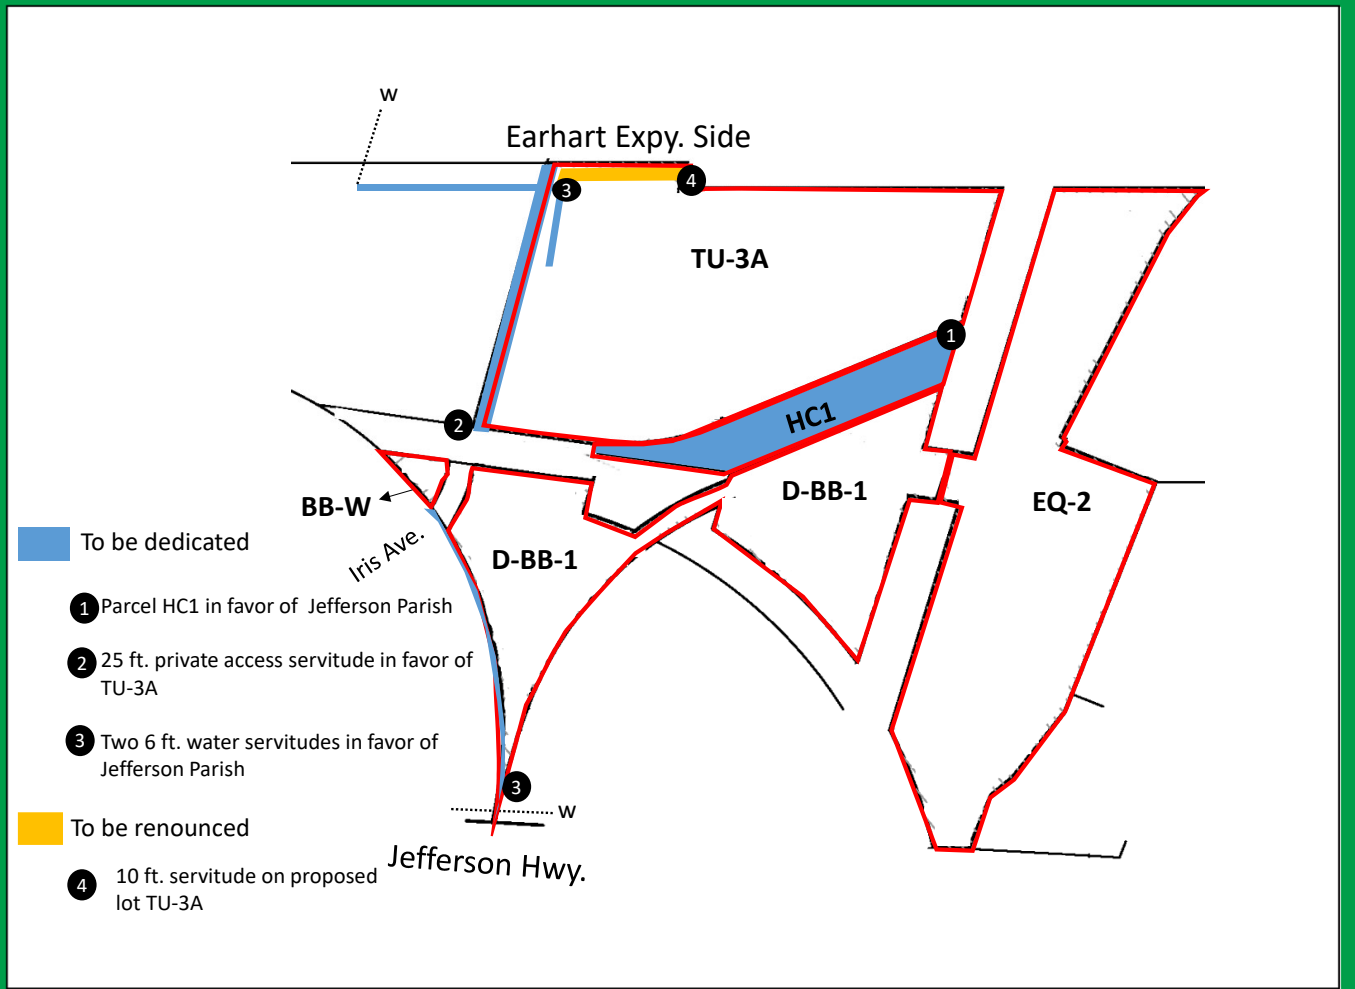 w
Earhart Expy. Side
3
4
TU-3A
1
HC1
2
BB-W
D-BB-1
EQ-2
Iris Ave.
D-BB-1
To be dedicated
1 Parcel HC1 in favor of Jefferson Parish
2 25 ft. private access servitude in favor of
TU-3A
3 Two 6 ft. water servitudes in favor of
Jefferson Parish
3
w
To be renounced
Jefferson Hwy.
4 10 ft. servitude on proposed
lot TU-3A